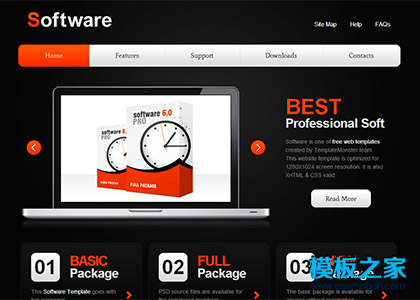 Software
Site Map Help FAQs
Home Features Support Downloads Contacts
software 6.0
PRO
software 6.0
PRO
FULL PACKAGE
BEST
Professional Soft
Software is one of free web templates
created by TemplateMonster team.
This website template is optimized for
1280X1024 screen resolution. It is also
XHTML & CSS valid.
Read More
01 BASIC
Package
This Software Template goes with
02 FULL
Package
PSD source files are available for
03
Package
The basic package is available for
模板之家